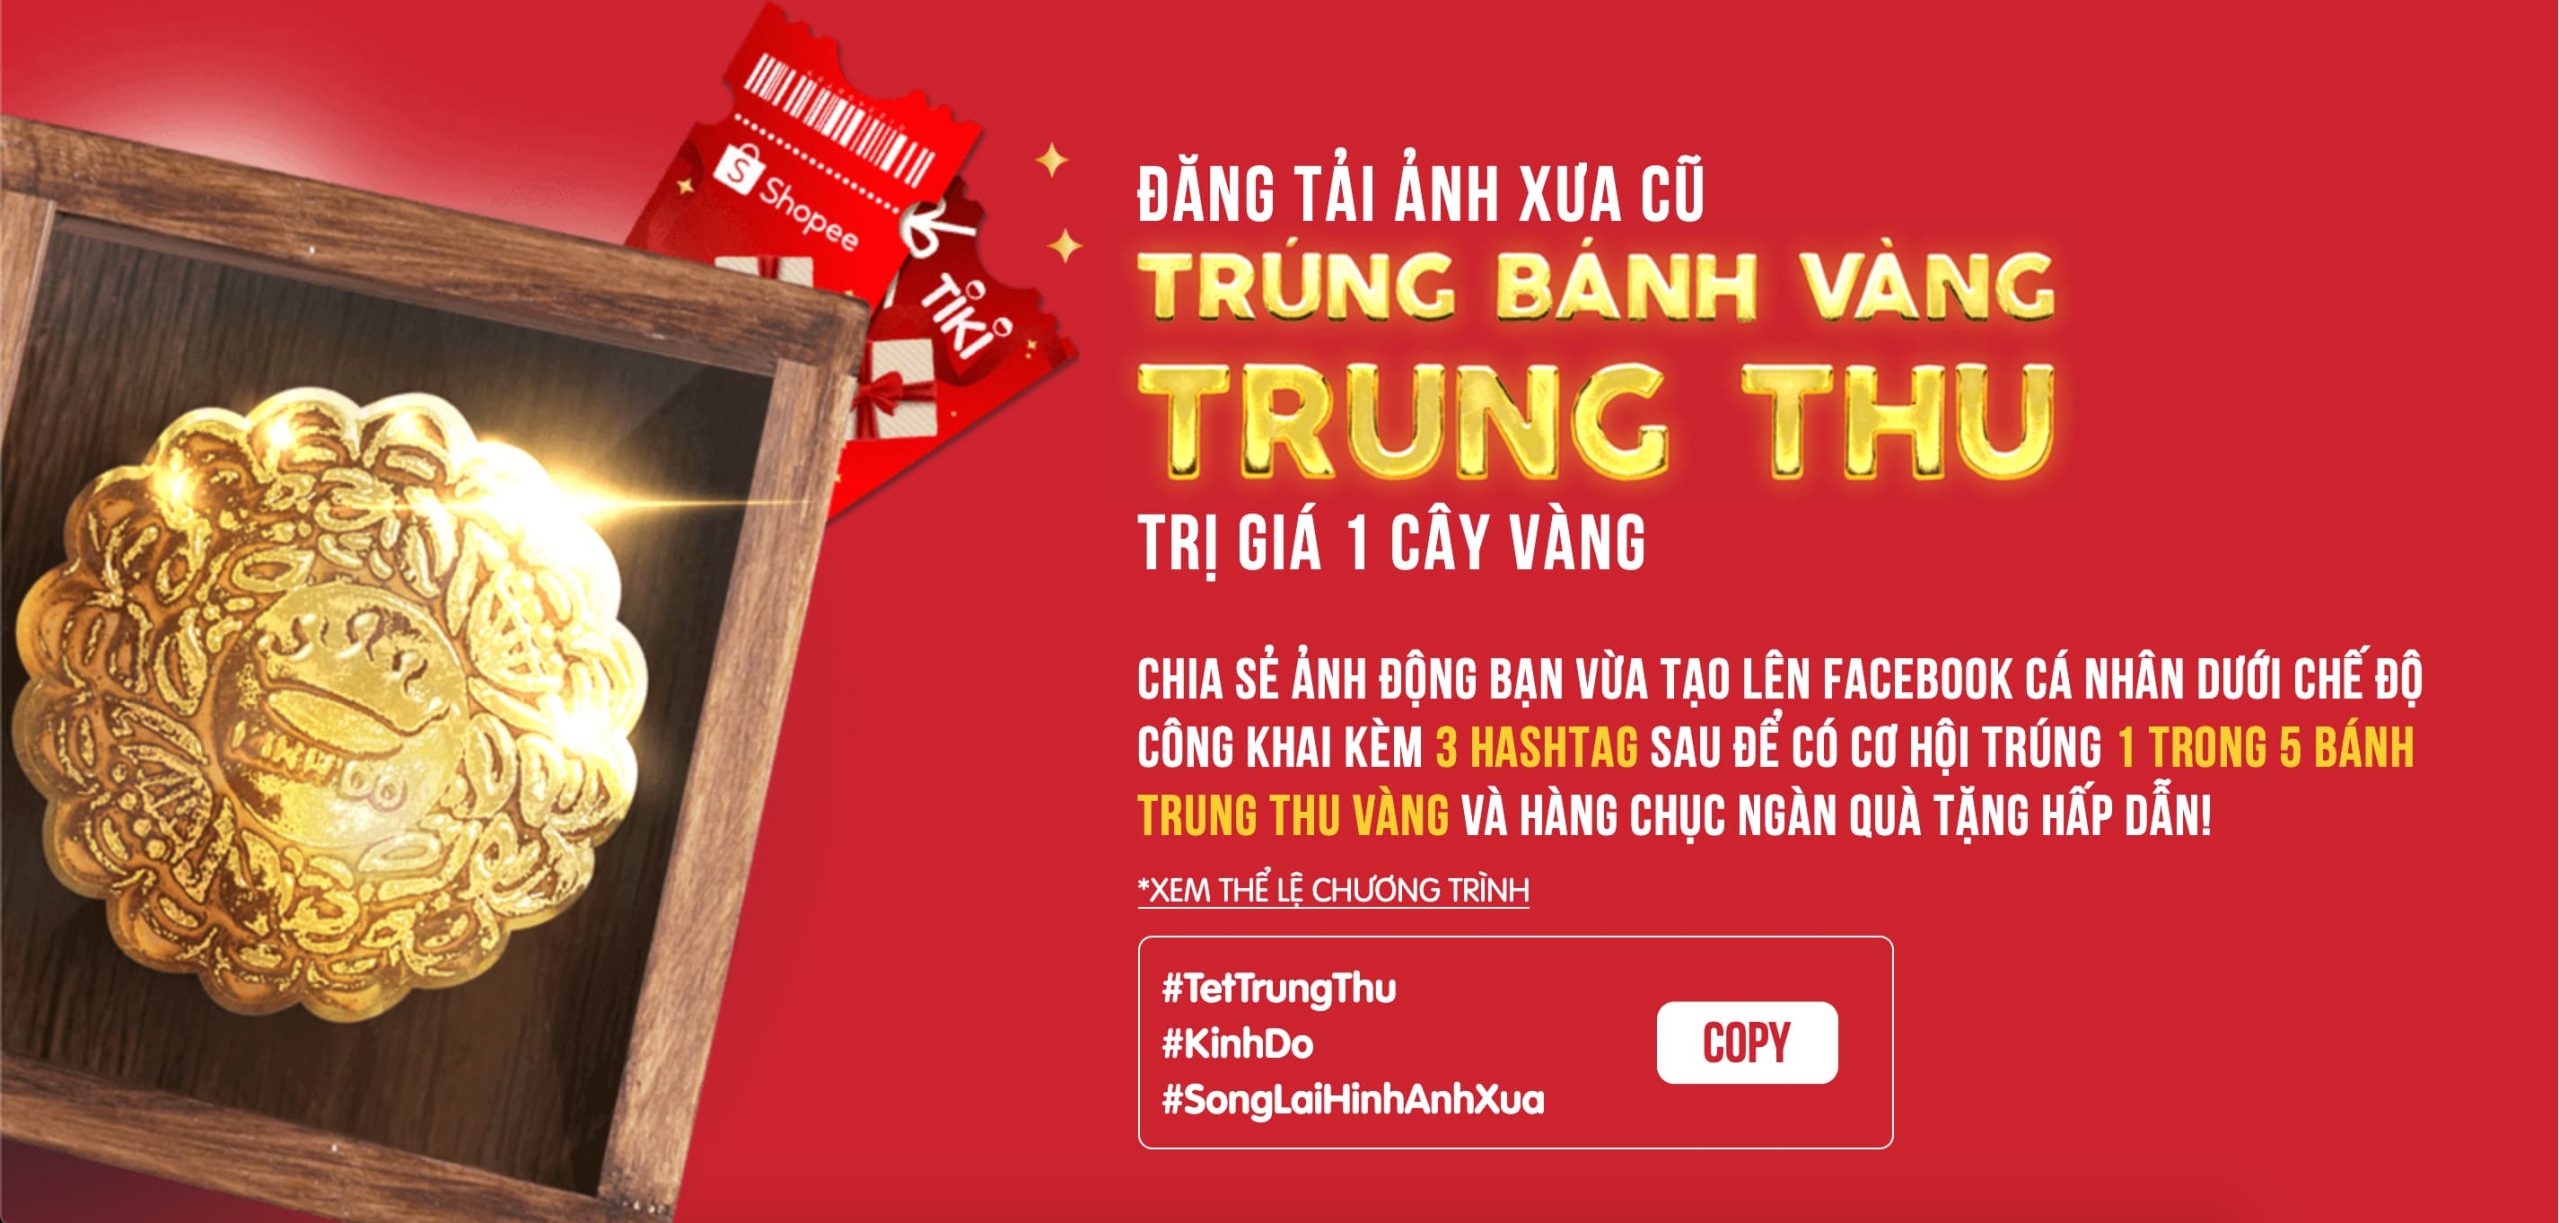 Shopee
TIKI
ĐĂNG TẢI ẢNH XƯA CŨ
TRÚNG BÁNH VÀNG
TRUNG THU
TRỊ GIÁ 1 CÂY VÀNG
CHIA SẺ ẢNH ĐỘNG BẠN VỪA TẠO LÊN FACEBOOK CÁ NHÂN DƯỚI CHẾ ĐỘ
CÔNG KHAI KÈM 3 HASHTAG SAU ĐỂ CÓ CƠ HỘI TRÚNG 1 TRONG 5 BÁNH
TRUNG THU VÀNG VÀ HÀNG CHỤC NGÀN QUÀ TẶNG HẤP DẪN!
*XEM THỂ LỆ CHƯƠNG TRÌNH
#TetTrungThu
#KinhDo
#SongLaiHinhAnhXua
COPY
KINH ĐÔ